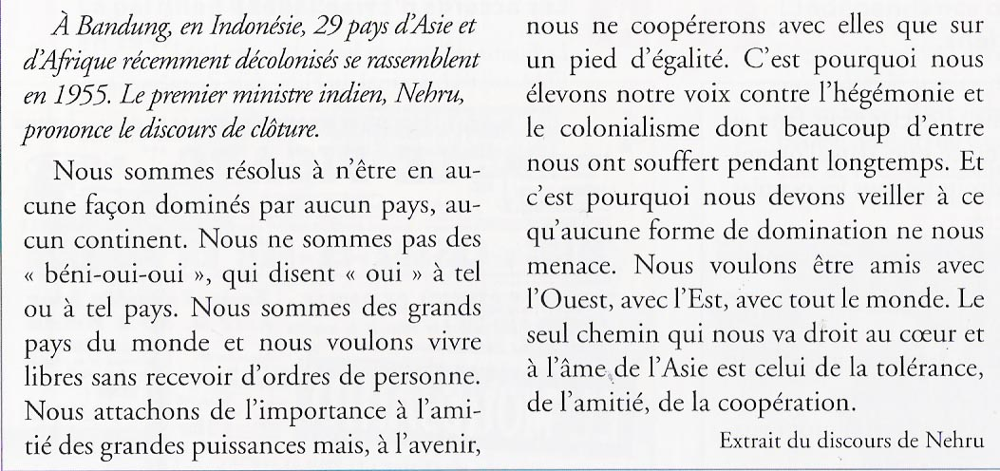 À Bandung, en Indonésie, 29 pays d'Asie et
d'Afrique récemment décolonisés se rassemblent
en 1955. Le premier ministre indien, Nehru,
prononce le discours de clôture.
Nous sommes résolus à n'être en au-
cune façon dominés par aucun pays, au-
cun continent. Nous ne sommes pas des
« béni-oui-oui », qui disent « oui » à tel
ou à tel pays. Nous sommes des grands
pays du monde et nous voulons vivre
libres sans recevoir d'ordres de personne.
Nous attachons de l'importance à l'ami-
tié des grandes puissances mais, à l'avenir,
nous ne coopérerons avec elles que sur
un pied d'égalité. C'est pourquoi nous
élevons notre voix contre l'hégémonie et
le colonialisme dont beaucoup d'entre
nous ont souffert pendant longtemps. Et
c'est pourquoi nous devons veiller à ce
qu'aucune forme de domination ne nous
menace. Nous voulons être amis avec
l'Ouest, avec l'Est, avec tout le monde. Le
seul chemin qui nous va droit au cœur et
à l'âme de l'Asie est celui de la tolérance,
de l'amitié, de la coopération.
Extrait du discours de Nehru